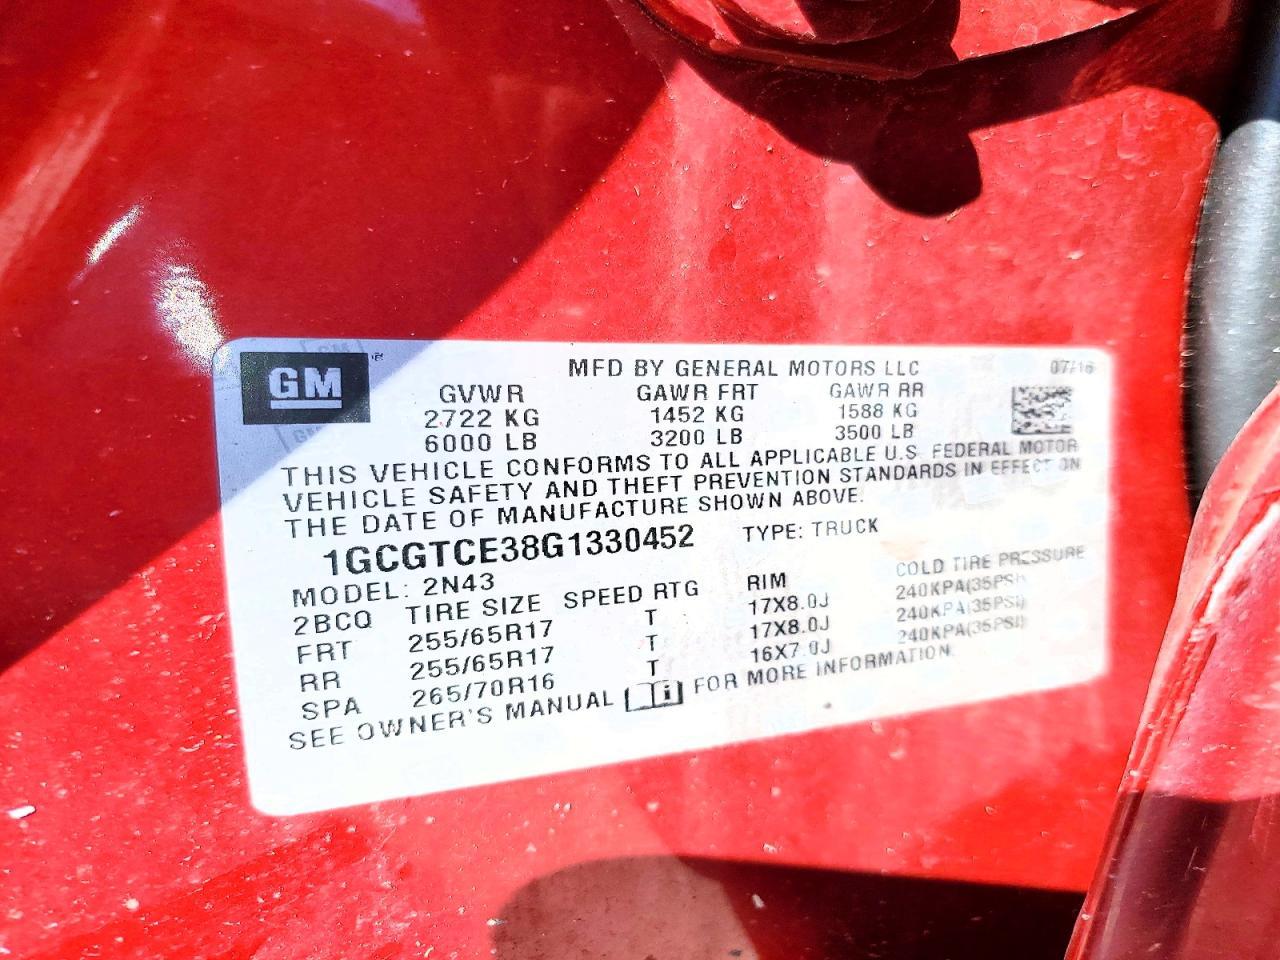 GM
MFD BY GENERAL MOTORS LLC 07/16
GVWR GAWR FRT GAWR RR
2722 KG 1452 KG 1588 KG
6000 LB 3200 LB 3500 LB
THIS VEHICLE CONFORMS TO ALL APPLICABLE U.S. FEDERAL MOTOR
VEHICLE SAFETY AND THEFT PREVENTION STANDARDS IN EFFECT ON
THE DATE OF MANUFACTURE SHOWN ABOVE.
1GCGTCE38G1330452 TYPE: TRUCK
MODEL: 2N43
2BCQ TIRE SIZE SPEED RTG RIM COLD TIRE PRESSURE
FRT 255/65R17 T 17X8.0J 240KPA(35PSI)
RR 255/65R17 T 17X8.0J 240KPA(35PSI)
SPA 265/70R16 T 16X7.0J 240KPA(35PSI)
SEE OWNER'S MANUAL i FOR MORE INFORMATION.